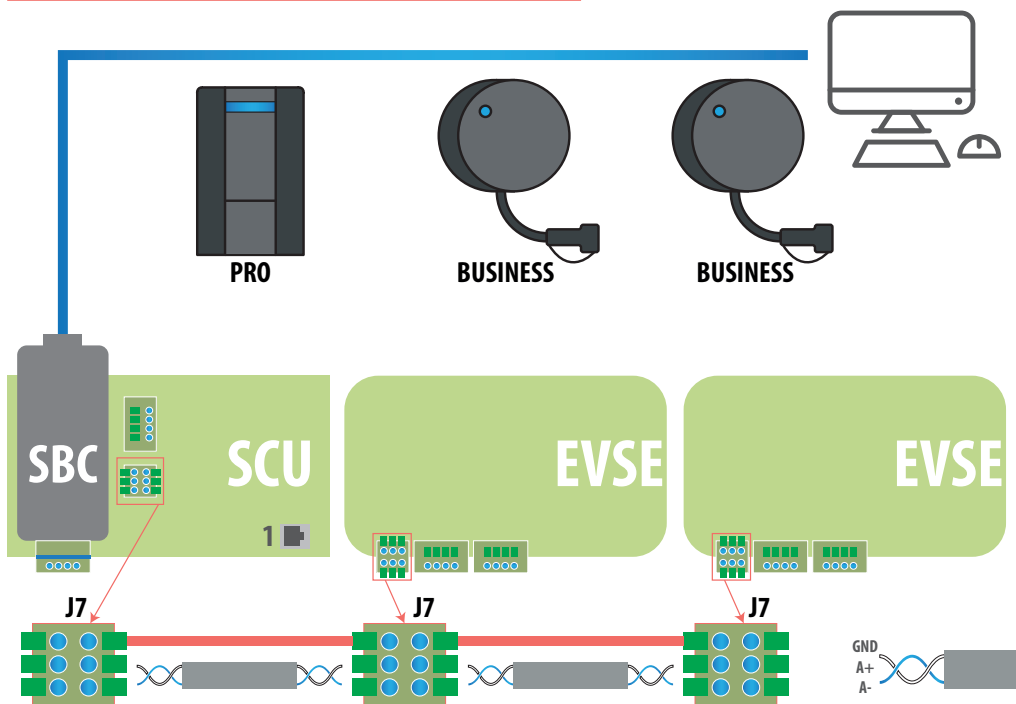 PRO
BUSINESS
BUSINESS
SBC
SCU
EVSE
EVSE
1
J7
J7
J7
GND
A+
A-